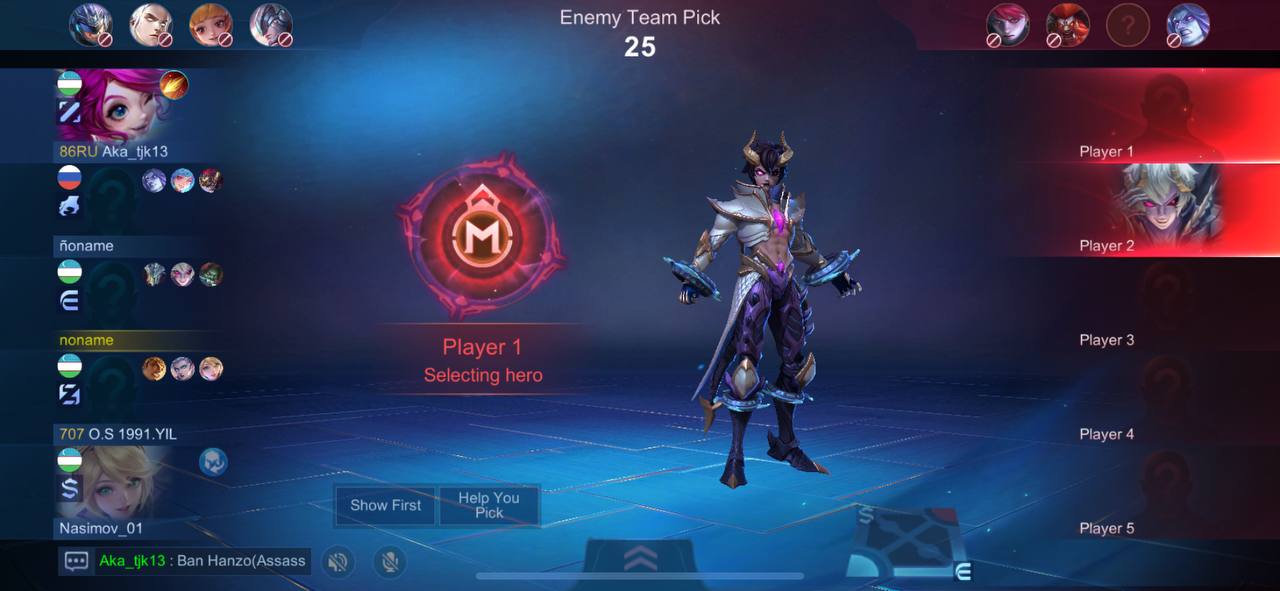 Enemy Team Pick
25
86RU Aka_tjk13
ñoname
noname
707 O.S 1991.YIL
Nasimov_01
Player 1
Selecting hero
Show First
Help You
Pick
Aka_tjk13 : Ban Hanzo(Assass
Player 1
Player 2
Player 3
Player 4
Player 5